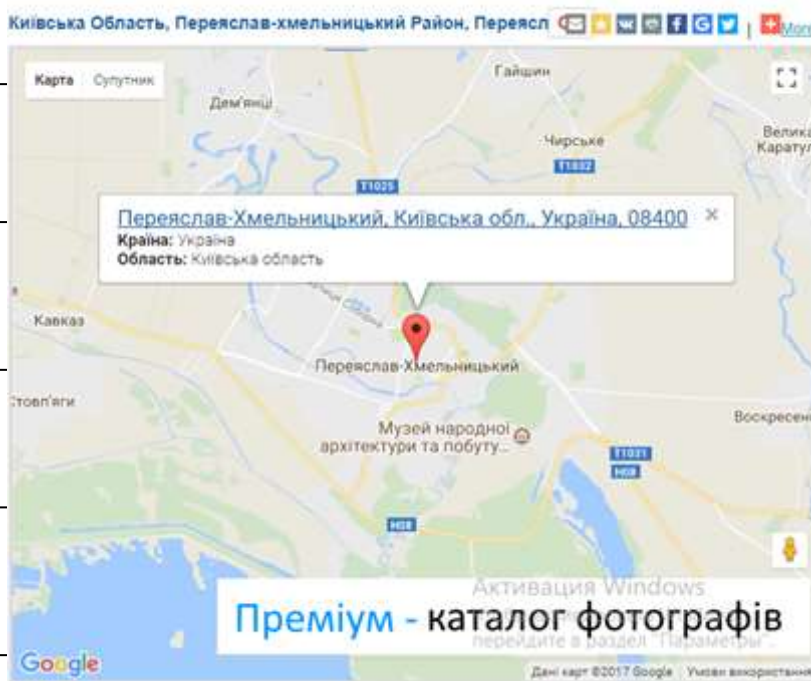 Київська Область, Переяслав-хмельницький Район, Переясл
Карта Супутник
Гайшин
Дем'янці
Чирське
Велика
Каратул
T1032
T1025
Переяслав-Хмельницький, Київська обл., Україна, 08400
Країна: Україна
Область: Київська область
Кавказ
Переяслав-Хмельницький
Стовп'яги
Воскресенс
Музей народної
архітектури та побуту...
T1031
H08
H08
Активация Windows
Преміум - каталог фотографів
перейдите в раздел "Параметры".
Google
Дані карт ©2017 Google Умови використання